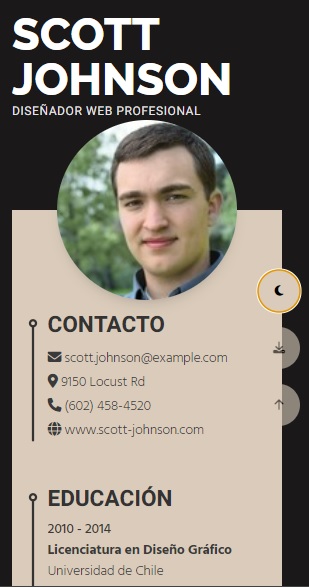 SCOTT
JOHNSON
DISEÑADOR WEB PROFESIONAL
CONTACTO
scott.johnson@example.com
9150 Locust Rd
(602) 458-4520
www.scott-johnson.com
EDUCACIÓN
2010 - 2014
Licenciatura en Diseño Gráfico
Universidad de Chile